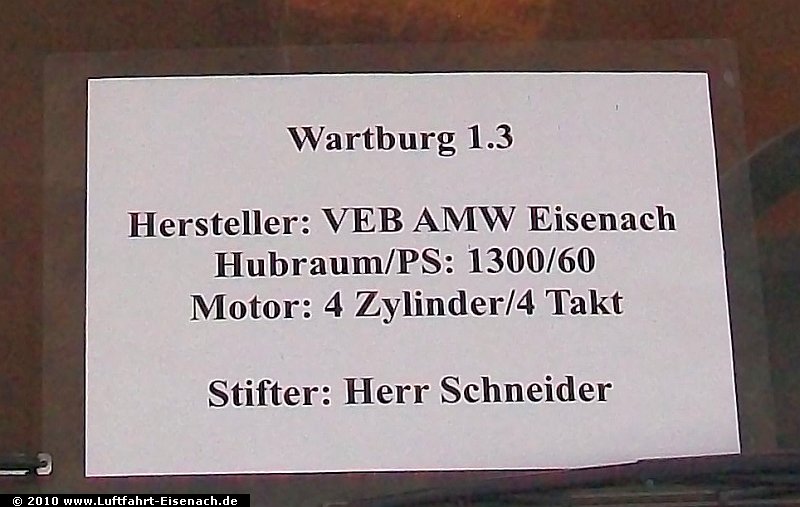 Wartburg 1.3
Hersteller: VEB AMW Eisenach
Hubraum/PS: 1300/60
Motor: 4 Zylinder/4 Takt
Stifter: Herr Schneider
© 2010 www.Luftfahrt-Eisenach.de